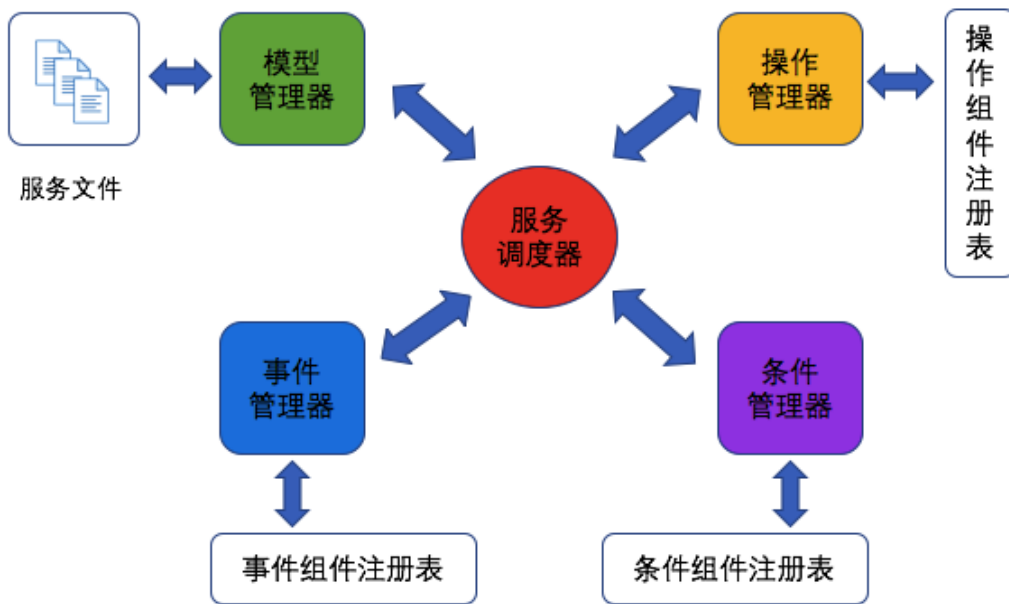 模型
管理器
操作
管理器
操
作
组
件
注
册
表
服务文件
服务
调度器
事件
管理器
条件
管理器
事件组件注册表
条件组件注册表